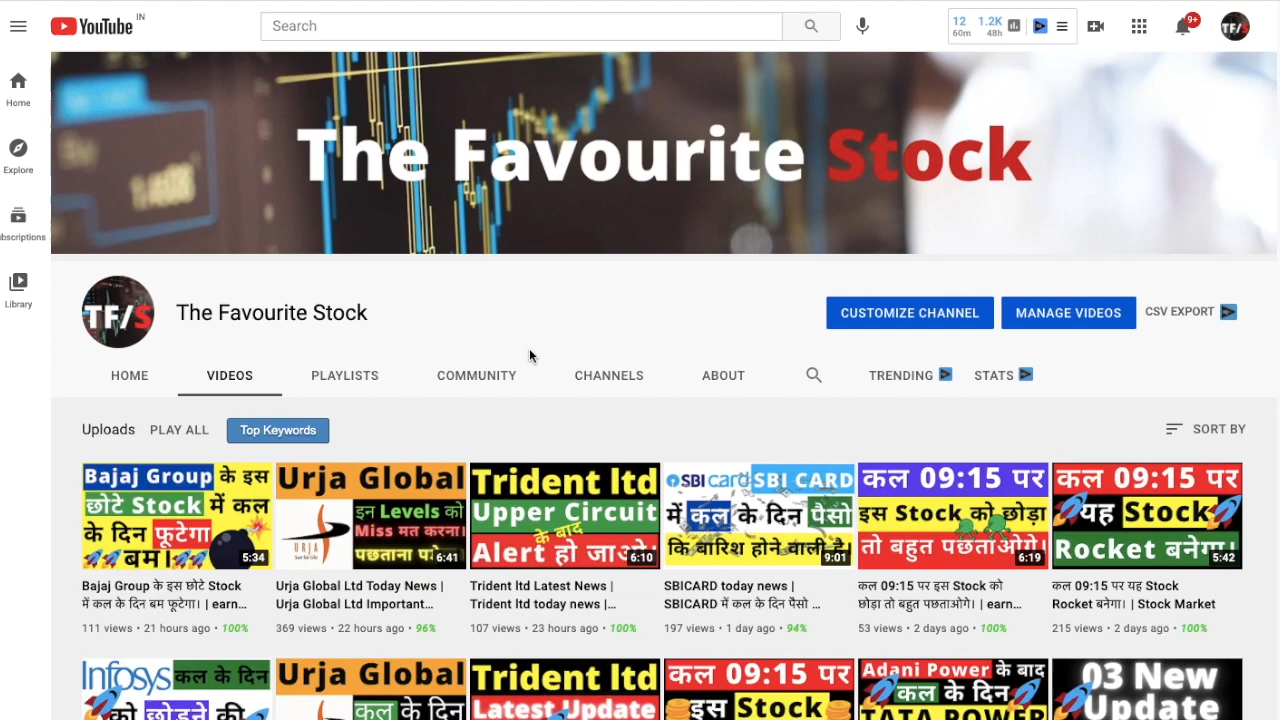 YouTube IN
Search
12 1.2K
60m 48h
9+
TF/S
Home
Explore
bscriptions
Library
The Favourite Stock
TF/S
The Favourite Stock
CUSTOMIZE CHANNEL
MANAGE VIDEOS
CSV EXPORT
HOME
VIDEOS
PLAYLISTS
COMMUNITY
CHANNELS
ABOUT
TRENDING
STATS
Uploads
PLAY ALL
Top Keywords
SORT BY
Bajaj Group के इस
छोटे Stock में कल
के दिन फूटेगा
बम।
5:34
Urja Global
इन Levels को
Miss मत करना।
URJA
6:41
Trident ltd
Upper Circuit
के बाद
Alert हो जाओ
6:10
SBI card SBI CARD
में कल के दिन पैसो
कि बारिश होने वाली है
9:01
कल 09:15 पर
इस Stock को छोड़ा
तो बहुत पछताओगे।
6:19
कल 09:15 पर
यह Stock
Rocket बनेगा।
5:42
Bajaj Group के इस छोटे Stock
में कल के दिन बम फूटेगा। | earn...
111 views • 21 hours ago • 100%
Urja Global Ltd Today News |
Urja Global Ltd Important...
369 views • 22 hours ago • 96%
Trident ltd Latest News |
Trident ltd today news |...
107 views • 23 hours ago • 100%
SBICARD today news |
SBICARD में कल के दिन पैसो ...
197 views • 1 day ago • 94%
कल 09:15 पर इस Stock को
छोड़ा तो बहुत पछताओगे। | earn...
53 views • 2 days ago • 100%
कल 09:15 पर यह Stock
Rocket बनेगा। | Stock Market
215 views • 2 days ago • 100%
Infosys कल के दिन
को छोड़ने की
Urja Global
कल के दिन
Trident ltd
Latest Update
कल 09:15 पर
इस Stock
Adani Power के बाद
कल के दिन
TATA POWER
03 New
Update